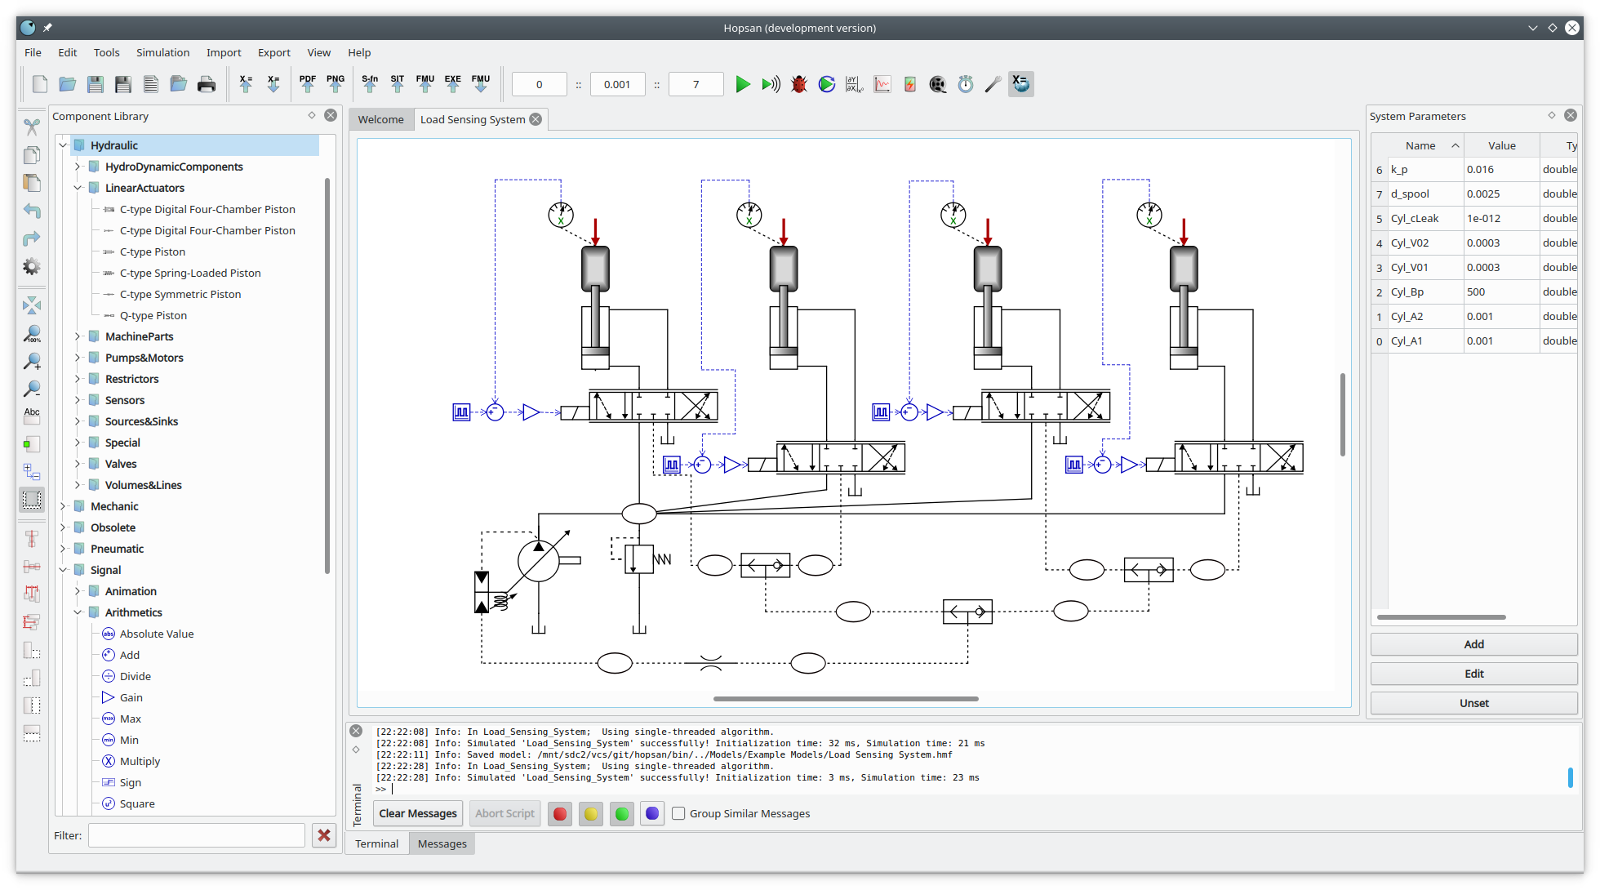 Hopsan (development version)
File Edit Tools Simulation Import Export View Help
X= X= PDF PNG S-fn SIT FMU EXE FMU 0 :: 0.001 :: 7 X=
Component Library
Hydraulic
HydroDynamicComponents
LinearActuators
C-type Digital Four-Chamber Piston
C-type Digital Four-Chamber Piston
C-type Piston
C-type Spring-Loaded Piston
C-type Symmetric Piston
Q-type Piston
MachineParts
Pumps&Motors
Restrictors
Sensors
Sources&Sinks
Special
Valves
Volumes&Lines
Mechanic
Obsolete
Pneumatic
Signal
Animation
Arithmetics
Absolute Value
Add
Divide
Gain
Max
Min
Multiply
Sign
Square
Filter:
100%
Abc
Welcome
Load Sensing System
X
X
X
X
System Parameters
Name Value Ty
6 k_p 0.016 double
7 d_spool 0.0025 double
5 Cyl_cLeak 1e-012 double
4 Cyl_V02 0.0003 double
3 Cyl_V01 0.0003 double
2 Cyl_Bp 500 double
1 Cyl_A2 0.001 double
0 Cyl_A1 0.001 double
Add
Edit
Unset
[22:22:08] Info: In Load_Sensing_System;  Using single-threaded algorithm.
[22:22:08] Info: Simulated 'Load_Sensing_System' successfully! Initialization time: 32 ms, Simulation time: 21 ms
[22:22:11] Info: Saved model: /mnt/sdc2/vcs/git/hopsan/bin/../Models/Example Models/Load Sensing System.hmf
[22:22:28] Info: In Load_Sensing_System;  Using single-threaded algorithm.
[22:22:28] Info: Simulated 'Load_Sensing_System' successfully! Initialization time: 3 ms, Simulation time: 23 ms
>>
Terminal
Clear Messages Abort Script Group Similar Messages
Terminal Messages